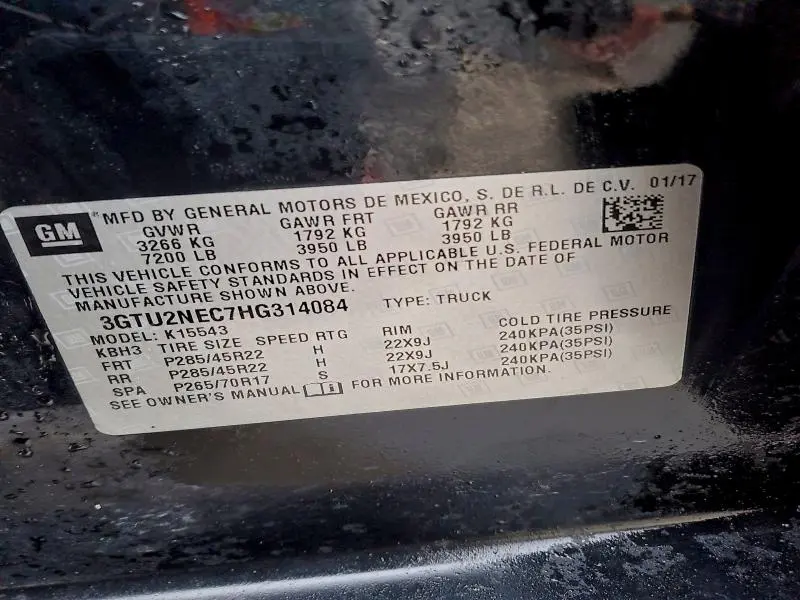 GM
MFD BY GENERAL MOTORS DE MEXICO, S. DE R.L. DE C.V. 01/17
GVWR GAWR FRT GAWR RR
3266 KG 1792 KG 1792 KG
7200 LB 3950 LB 3950 LB
THIS VEHICLE CONFORMS TO ALL APPLICABLE U.S. FEDERAL MOTOR
VEHICLE SAFETY STANDARDS IN EFFECT ON THE DATE OF
MANUFACTURE SHOWN ABOVE.
3GTU2NEC7HG314084 TYPE: TRUCK
MODEL: K15543
KBH3 TIRE SIZE SPEED RTG RIM COLD TIRE PRESSURE
FRT P285/45R22 H 22X9J 240KPA(35PSI)
RR P285/45R22 H 22X9J 240KPA(35PSI)
SPA P265/70R17 S 17X7.5J 240KPA(35PSI)
SEE OWNER'S MANUAL FOR MORE INFORMATION.